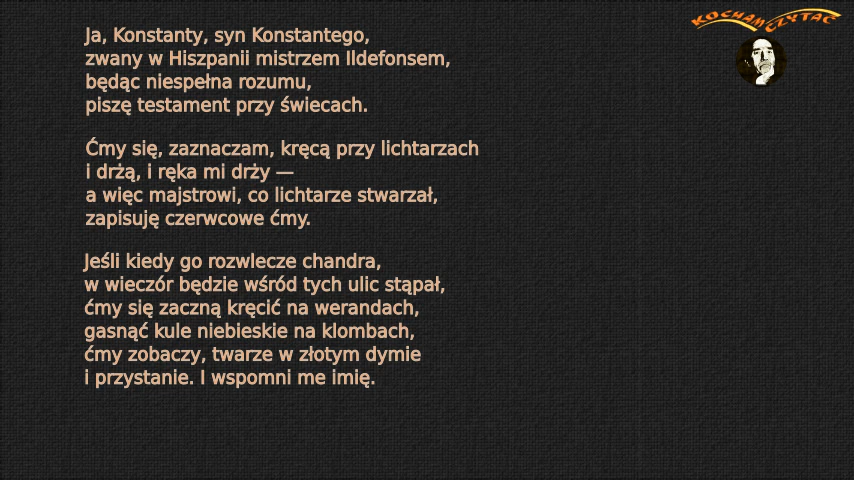 KOCHAM CZYTAĆ
Ja, Konstanty, syn Konstantego,
zwany w Hiszpanii mistrzem Ildefonsem,
będąc niespełna rozumu,
piszę testament przy świecach.
Ćmy się, zaznaczam, kręcą przy lichtarzach
i drżą, i ręka mi drży —
a więc majstrowi, co lichtarze stwarzał,
zapisuję czerwcowe ćmy.
Jeśli kiedy go rozwlecze chandra,
w wieczór będzie wśród tych ulic stąpał,
ćmy się zaczną kręcić na werandach,
gasnąć kule niebieskie na klombach,
ćmy zobaczy, twarze w złotym dymie
i przystanie. I wspomni me imię.